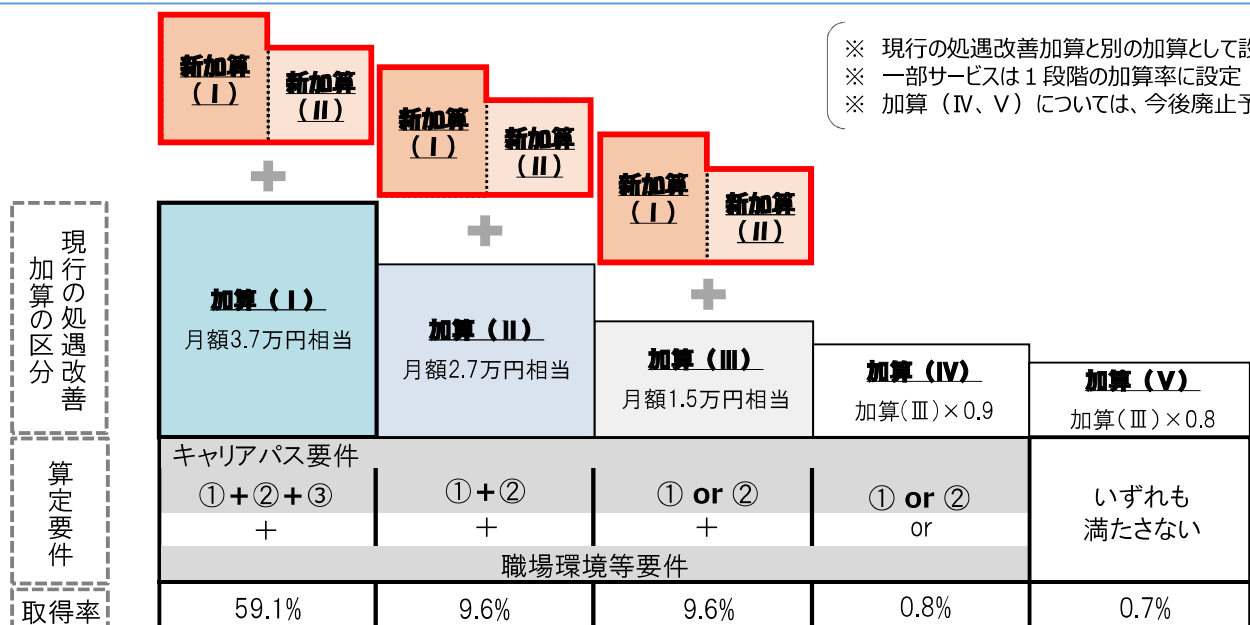 ※ 現行の処遇改善加算と別の加算として設
※ 一部サービスは1段階の加算率に設定
※ 加算(Ⅳ、Ⅴ)については、今後廃止予
新加算
(Ⅰ)
新加算
(Ⅱ)
新加算
(Ⅰ)
新加算
(Ⅱ)
新加算
(Ⅰ)
新加算
(Ⅱ)
+
+
+
現行の処遇改善
加算の区分
加算(Ⅰ)
月額3.7万円相当
加算(Ⅱ)
月額2.7万円相当
加算(Ⅲ)
月額1.5万円相当
加算(Ⅳ)
加算(Ⅲ)×0.9
加算(Ⅴ)
加算(Ⅲ)×0.8
算定要件
キャリアパス要件
①+②+③
①+②
① or ②
① or ②
+
+
+
or
職場環境等要件
いずれも
満たさない
取得率
59.1%
9.6%
9.6%
0.8%
0.7%